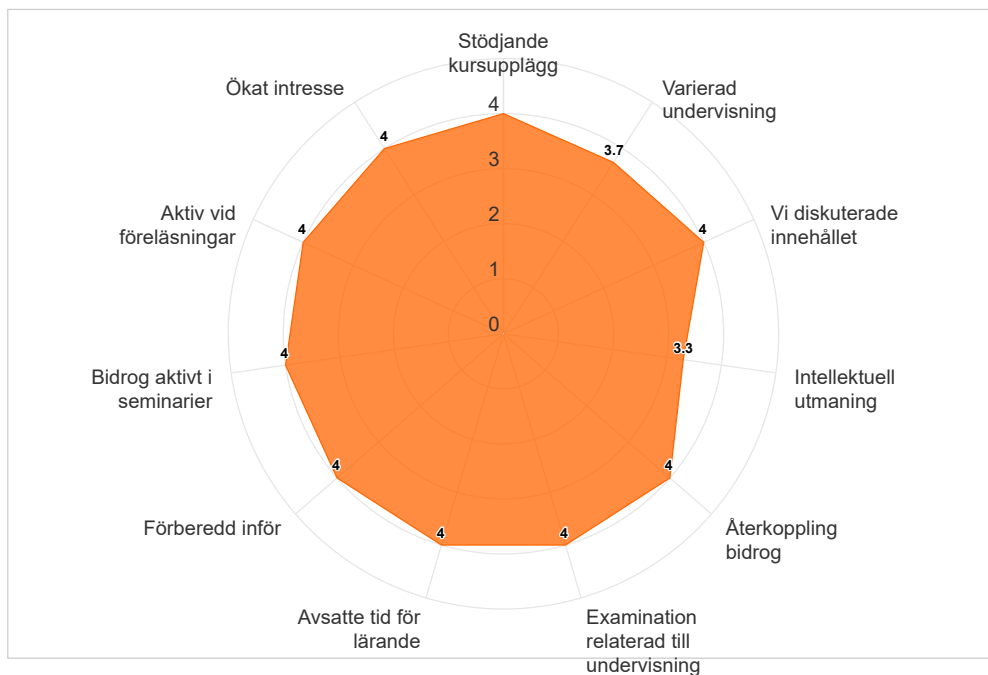 Stödjande
kursupplägg
Ökat intresse
Varierad
undervisning
4
4
3.7
3
Aktiv vid
föreläsningar
4
2
4
Vi diskuterade
innehållet
1
0
4
3.3
Bidrog aktivt i
seminarier
Intellektuell
utmaning
4
4
Förberedd inför
Återkoppling
bidrog
4
4
Avsatte tid för
lärande
Examination
relaterad till
undervisning